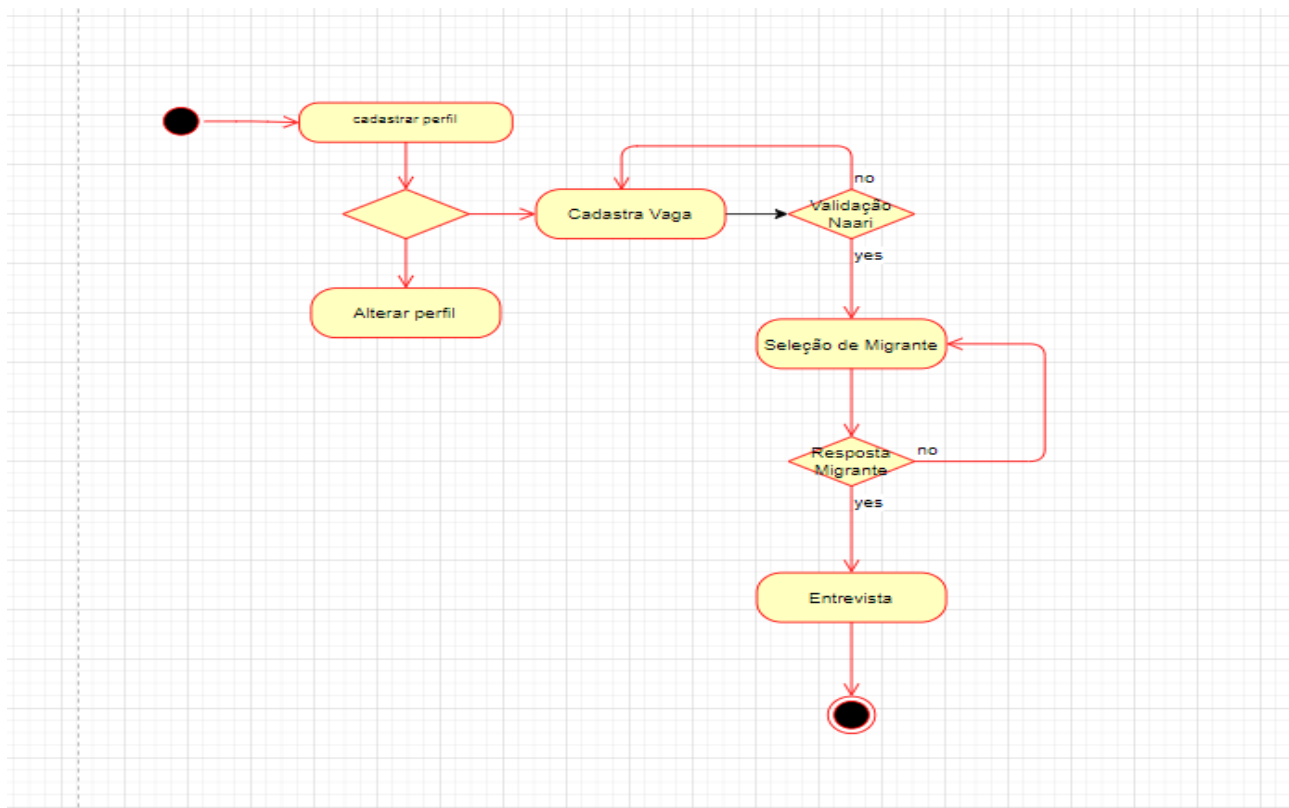 cadastrar perfil
no
Cadastra Vaga
Validação
Naari
yes
Alterar perfil
Seleção de Migrante
Resposta
Migrante
no
yes
Entrevista